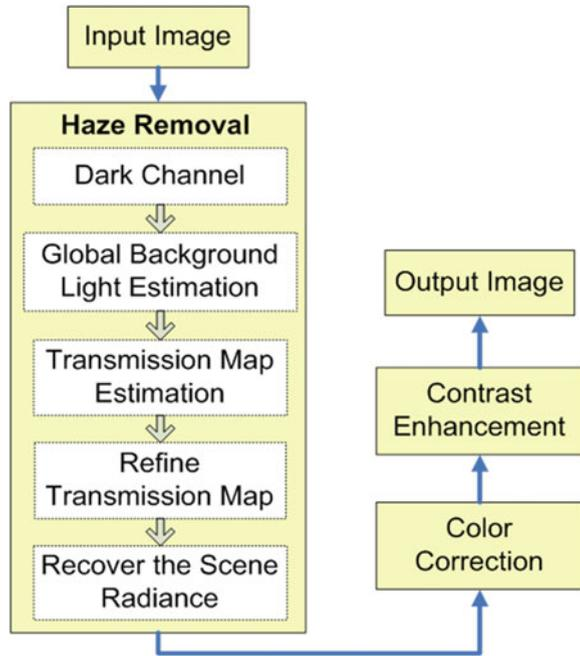 Input Image
Haze Removal
Dark Channel
Global Background
Light Estimation
Transmission Map
Estimation
Refine
Transmission Map
Recover the Scene
Radiance
Color
Correction
Contrast
Enhancement
Output Image